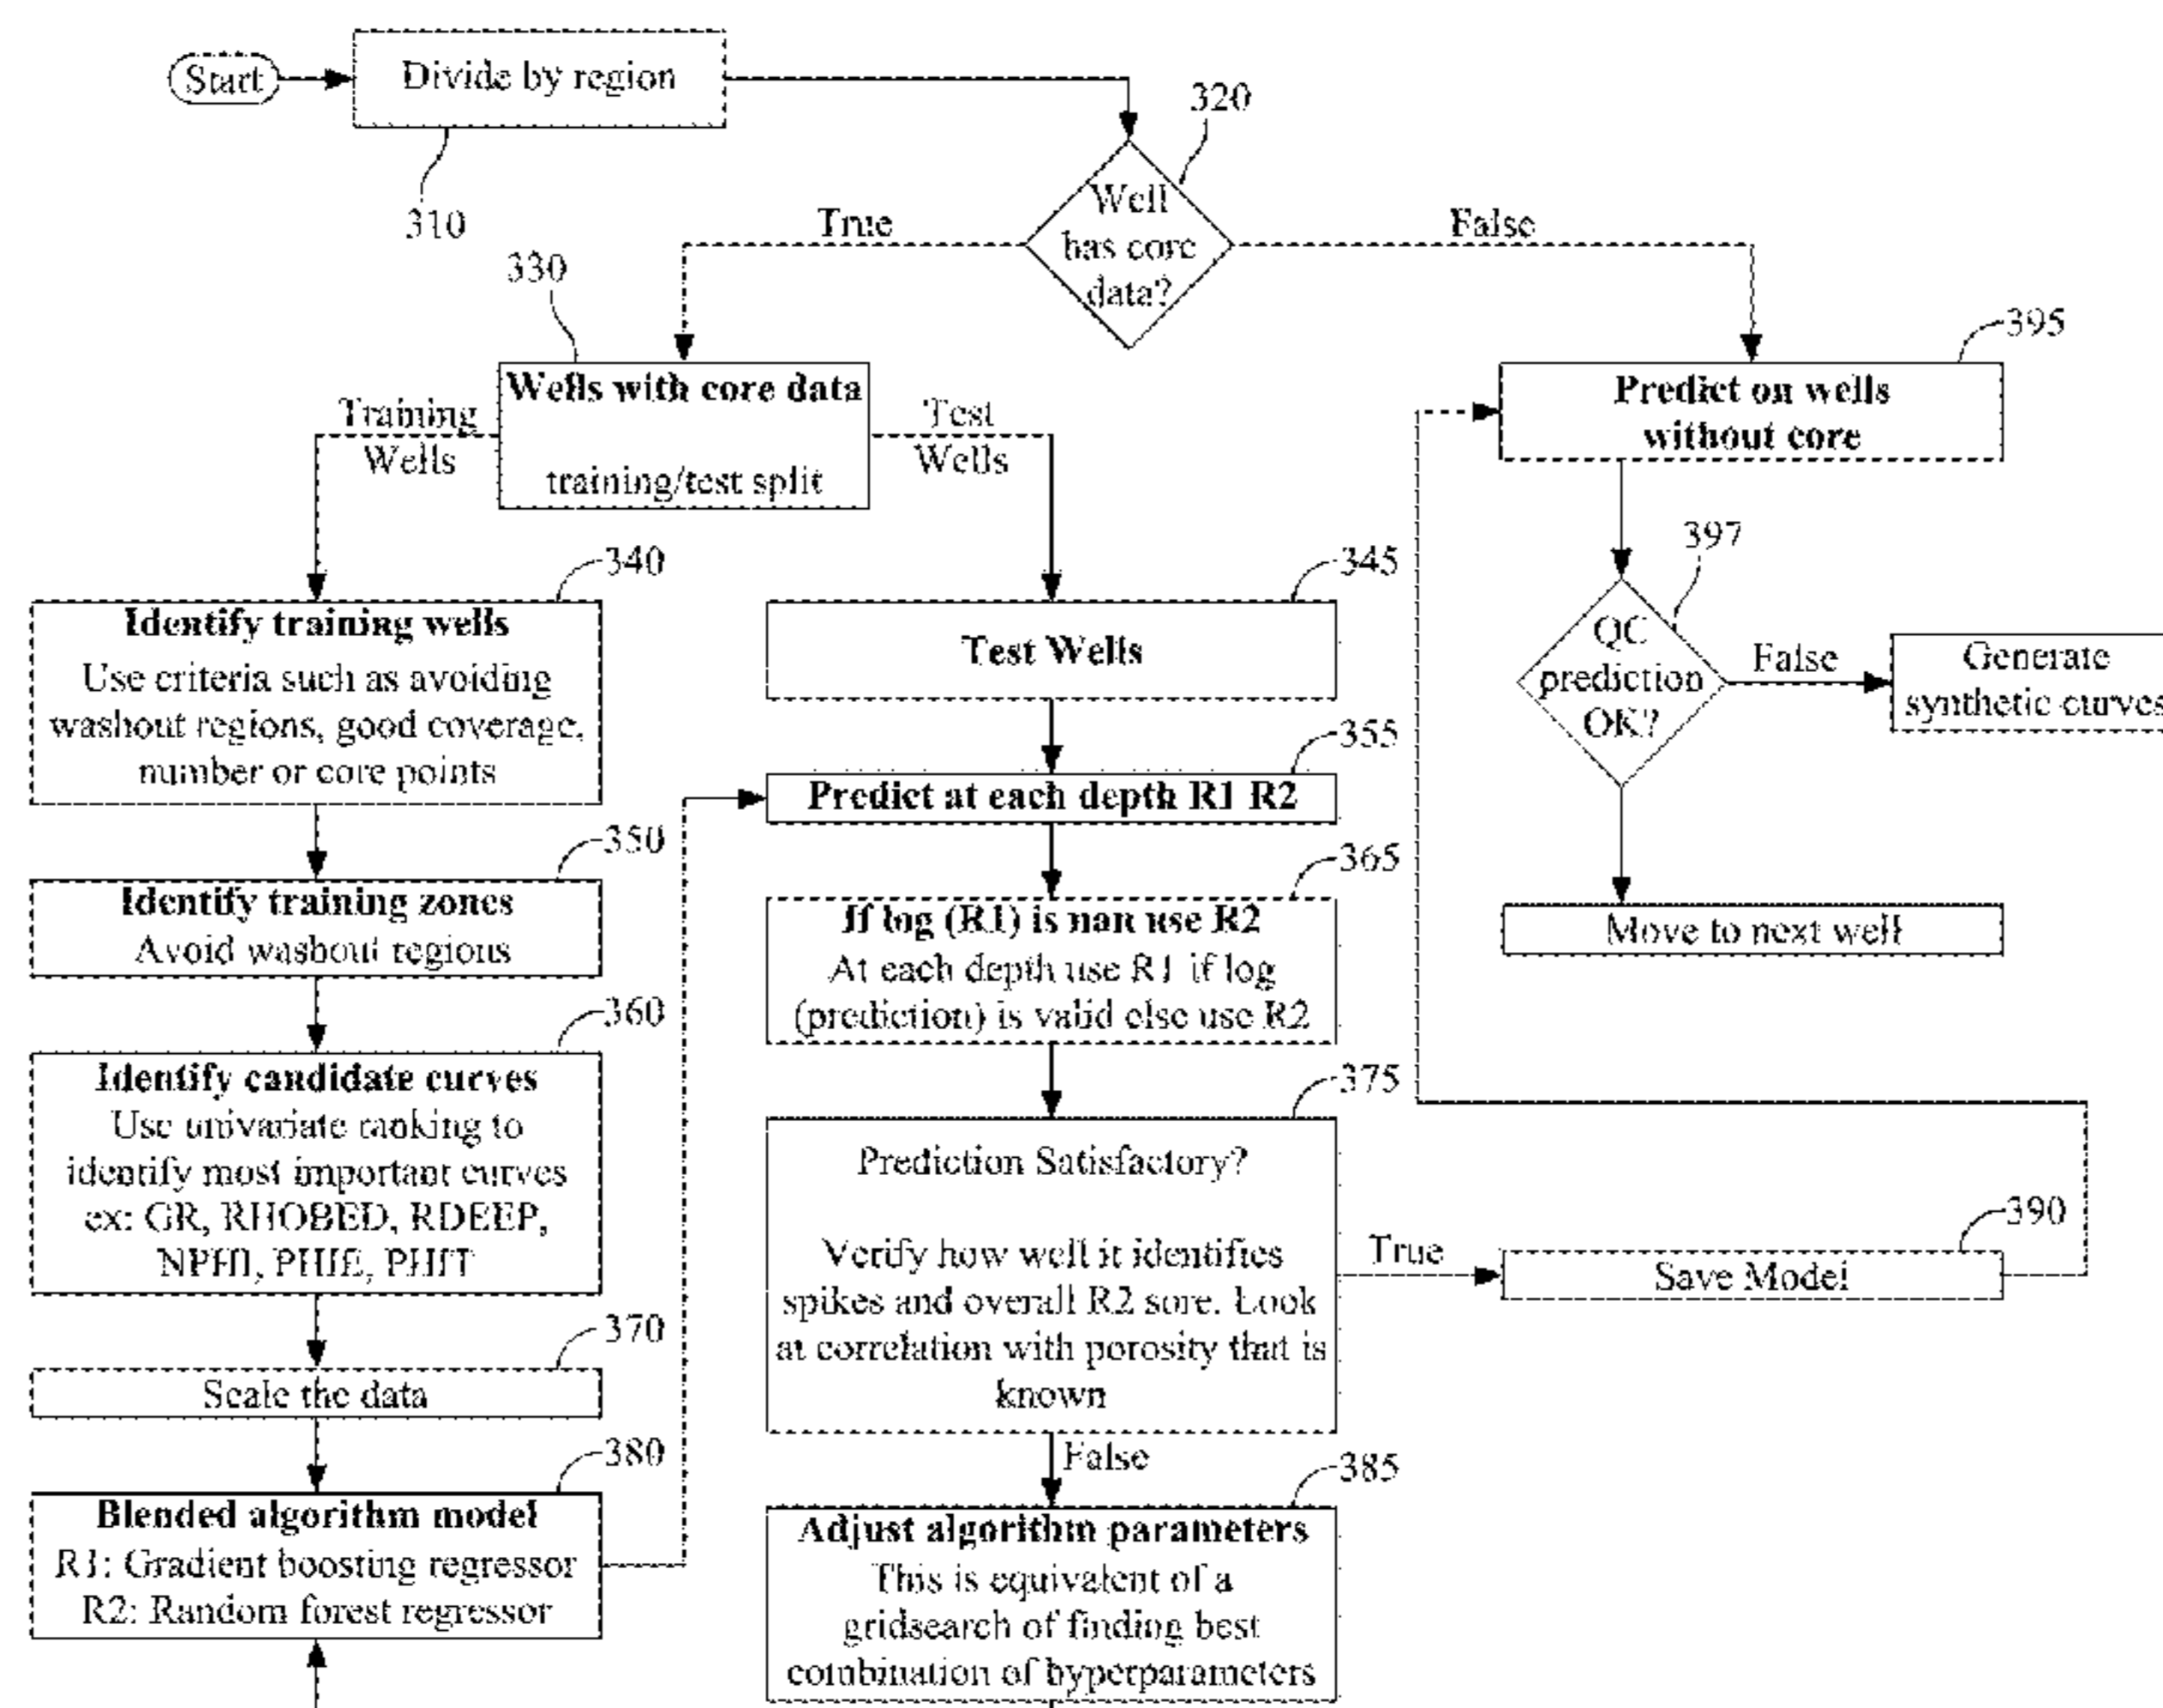 Start
Divide by region
310
320
Well
has core
data?
True
False
330
Wells with core data
training/test split
Training
Wells
Test
Wells
395
Predict on wells
without core
397
QC
prediction
OK?
False
Generate
synthetic curves
Move to next well
340
Identify training wells
Use criteria such as avoiding
washout regions, good coverage,
number or core points
345
Test Wells
355
Predict at each depth R1 R2
350
Identify training zones
Avoid washout regions
365
If log (R1) is nan use R2
At each depth use R1 if log
(prediction) is valid else use R2
360
Identify candidate curves
Use univariate ranking to
identify most important curves
ex: GR, RHOBED, RDEEP,
NPHI, PHIE, PHIT
375
Prediction Satisfactory?
Verify how well it identifies
spikes and overall R2 sore. Look
at correlation with porosity that is
known
True
390
Save Model
370
Scale the data
False
380
Blended algorithm model
R1: Gradient boosting regressor
R2: Random forest regressor
385
Adjust algorithm parameters
This is equivalent of a
gridsearch of finding best
combination of hyperparameters